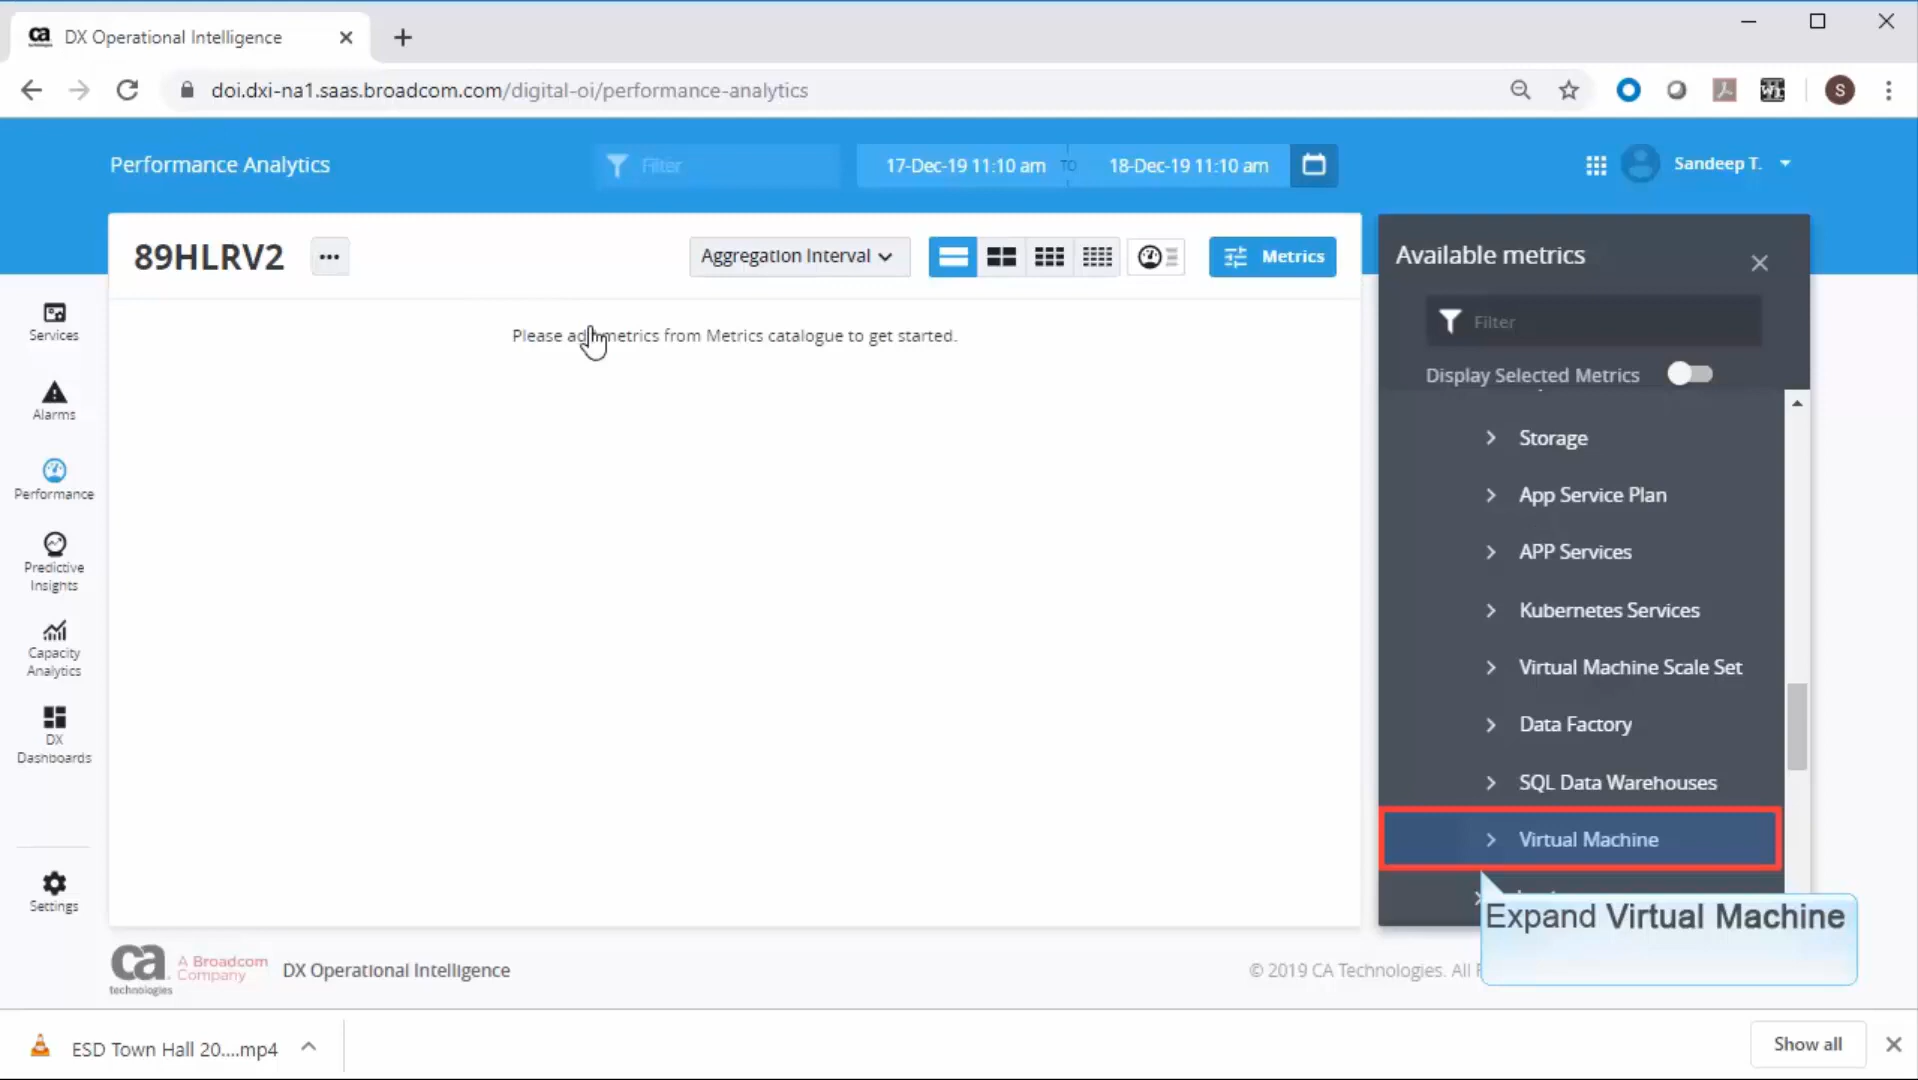 ca DX Operational Intelligence
doi.dxi-na1.saas.broadcom.com/digital-oi/performance-analytics
S
Performance Analytics
Filter
17-Dec-19 11:10 am TO 18-Dec-19 11:10 am
Sandeep T.
89HLRV2
Aggregation Interval
Metrics
Please add metrics from Metrics catalogue to get started.
Services
Alarms
Performance
Predictive
Insights
Capacity
Analytics
DX
Dashboards
Settings
Available metrics
Filter
Display Selected Metrics
Storage
App Service Plan
APP Services
Kubernetes Services
Virtual Machine Scale Set
Data Factory
SQL Data Warehouses
Virtual Machine
Expand Virtual Machine
ca technologies
A Broadcom
Company
DX Operational Intelligence
© 2019 CA Technologies. All
ESD Town Hall 20....mp4
Show all